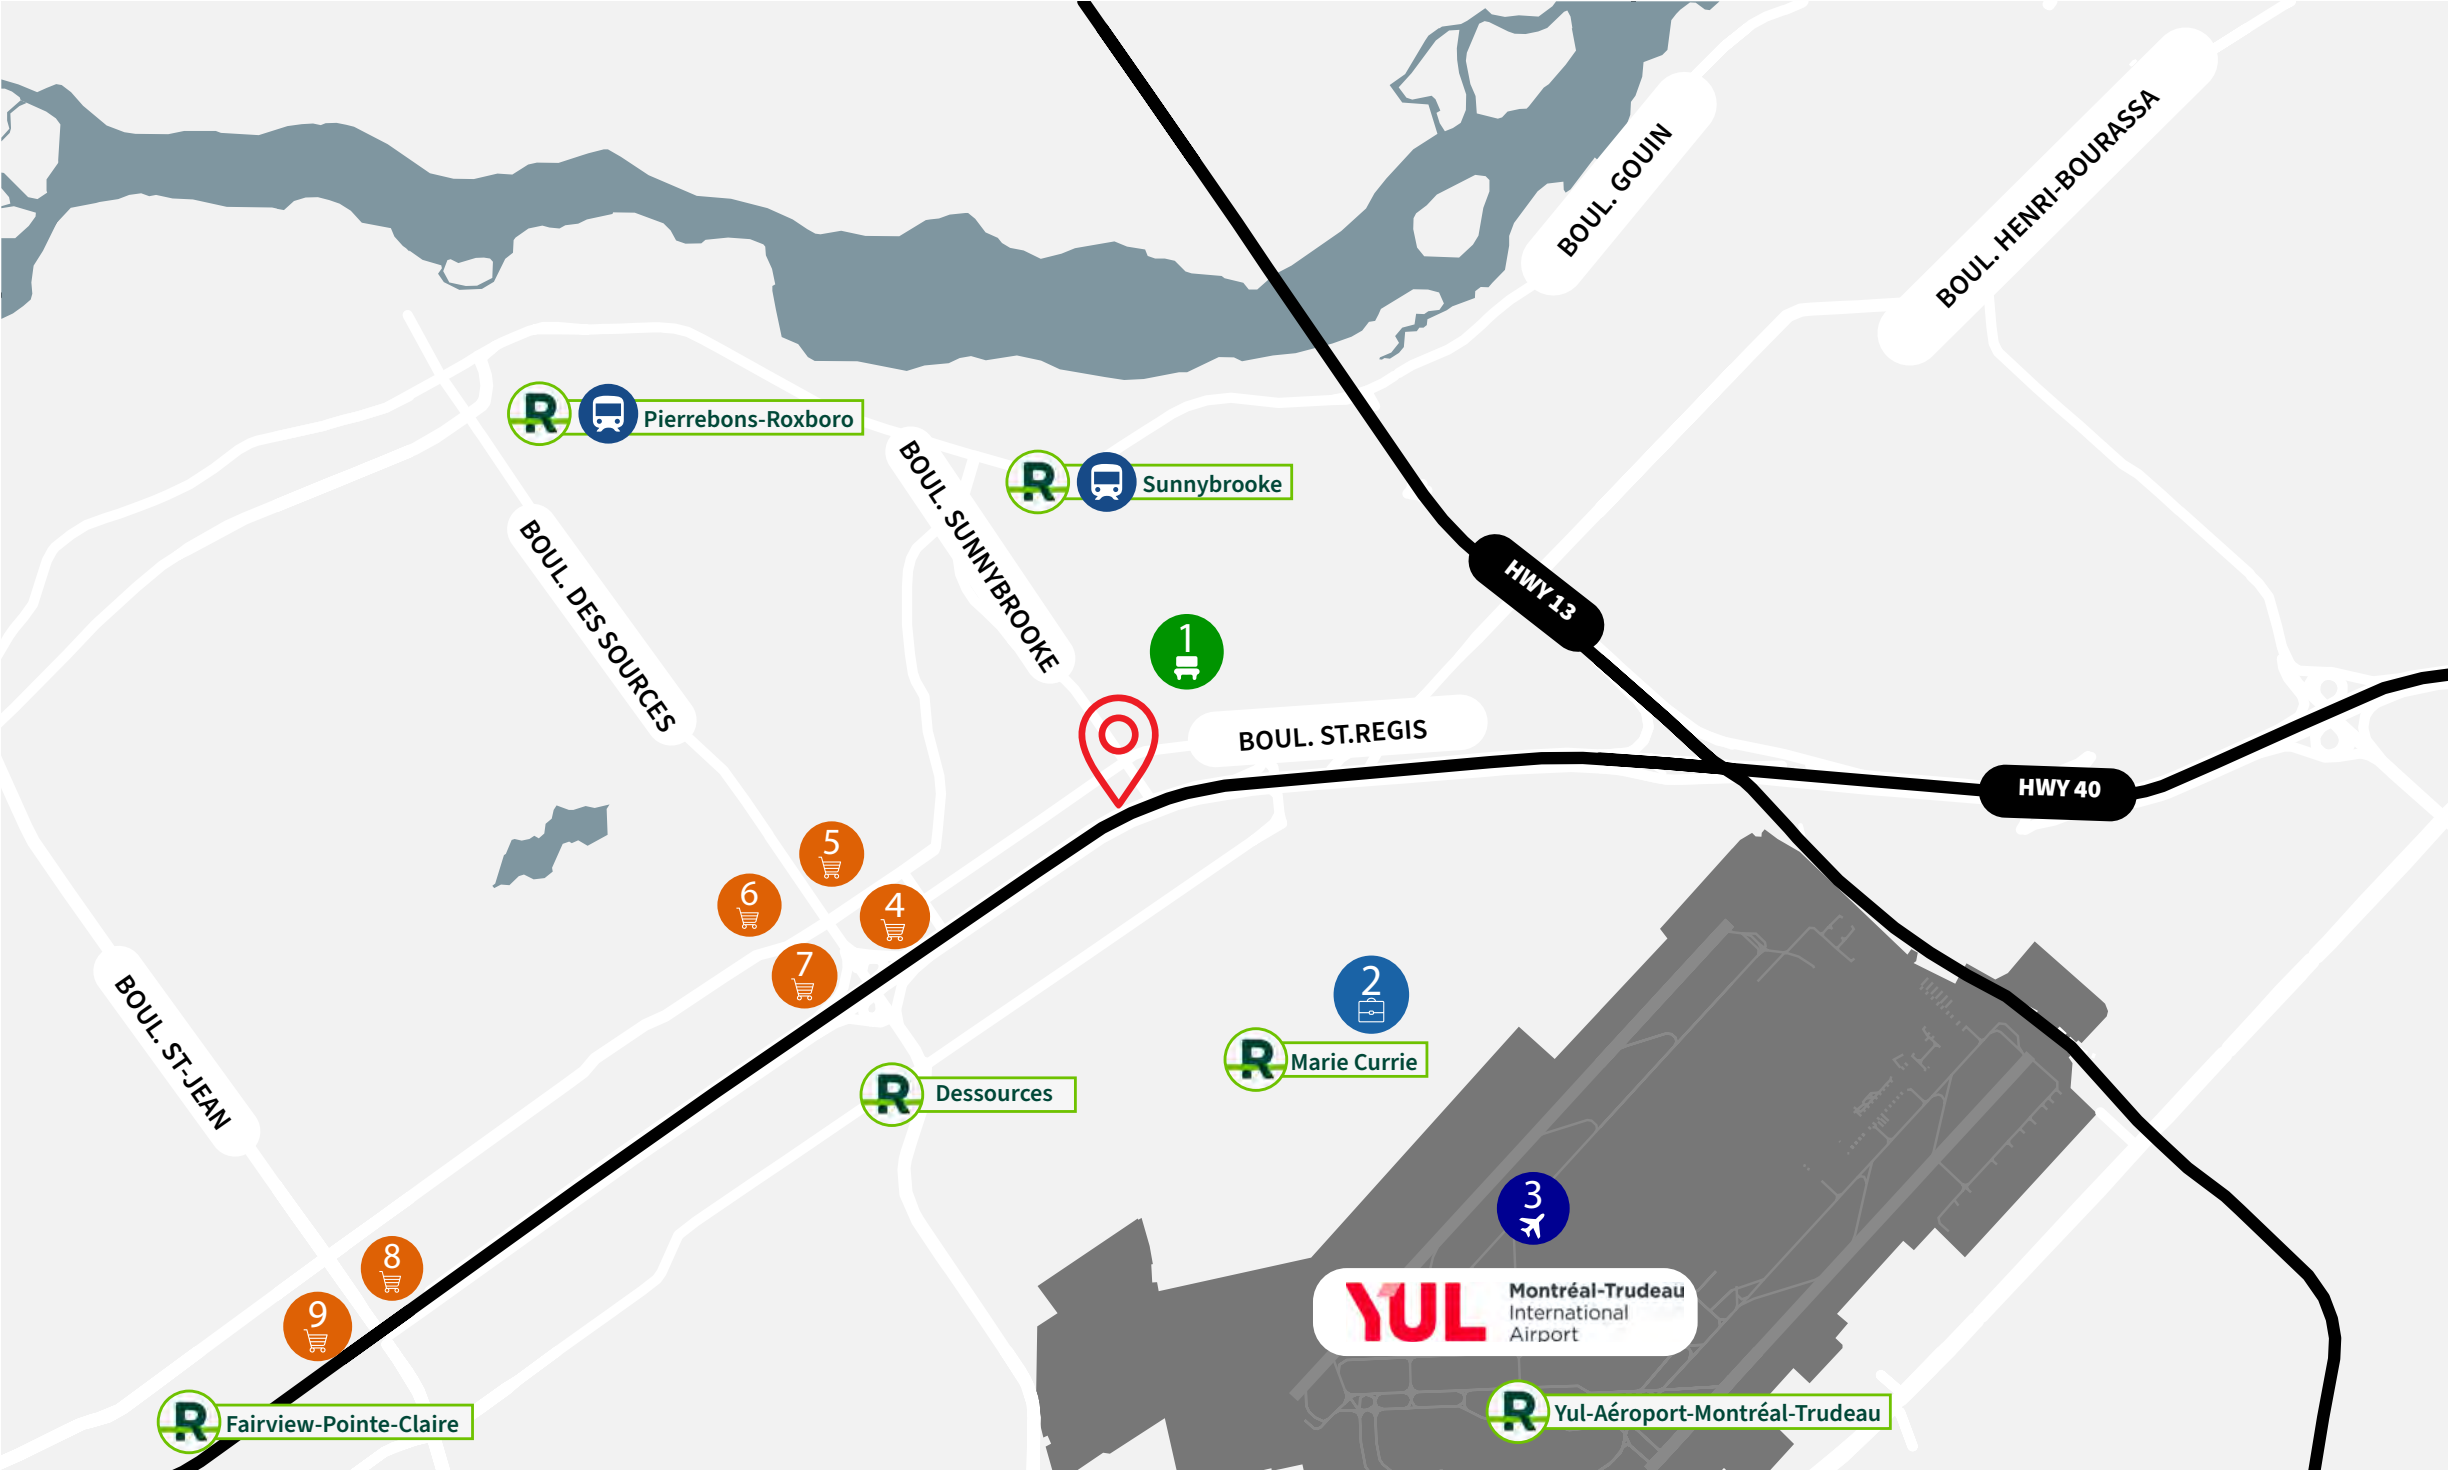 BOUL. GOUIN
BOUL. HENRI-BOURASSA
R Pierrebons-Roxboro
BOUL. SUNNYBROOKE
R Sunnybrooke
BOUL. DES SOURCES
HWY 13
1
BOUL. ST.REGIS
HWY 40
5
6
4
7
2
BOUL. ST-JEAN
R Marie Currie
R Dessources
3
8
YUL Montréal-Trudeau
International
Airport
9
R Fairview-Pointe-Claire
R Yul-Aéroport-Montréal-Trudeau